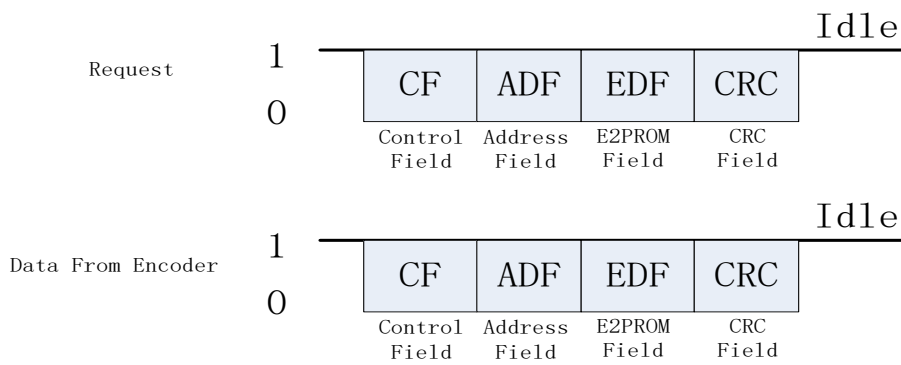 Idle
Request
1
0
CF ADF EDF CRC
Control Address E2PROM CRC
Field Field Field Field
Idle
Data From Encoder
1
0
CF ADF EDF CRC
Control Address E2PROM CRC
Field Field Field Field